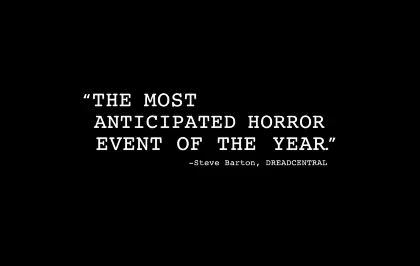 “THE MOST
ANTICIPATED HORROR
EVENT OF THE YEAR.”
–Steve Barton, DREADCENTRAL